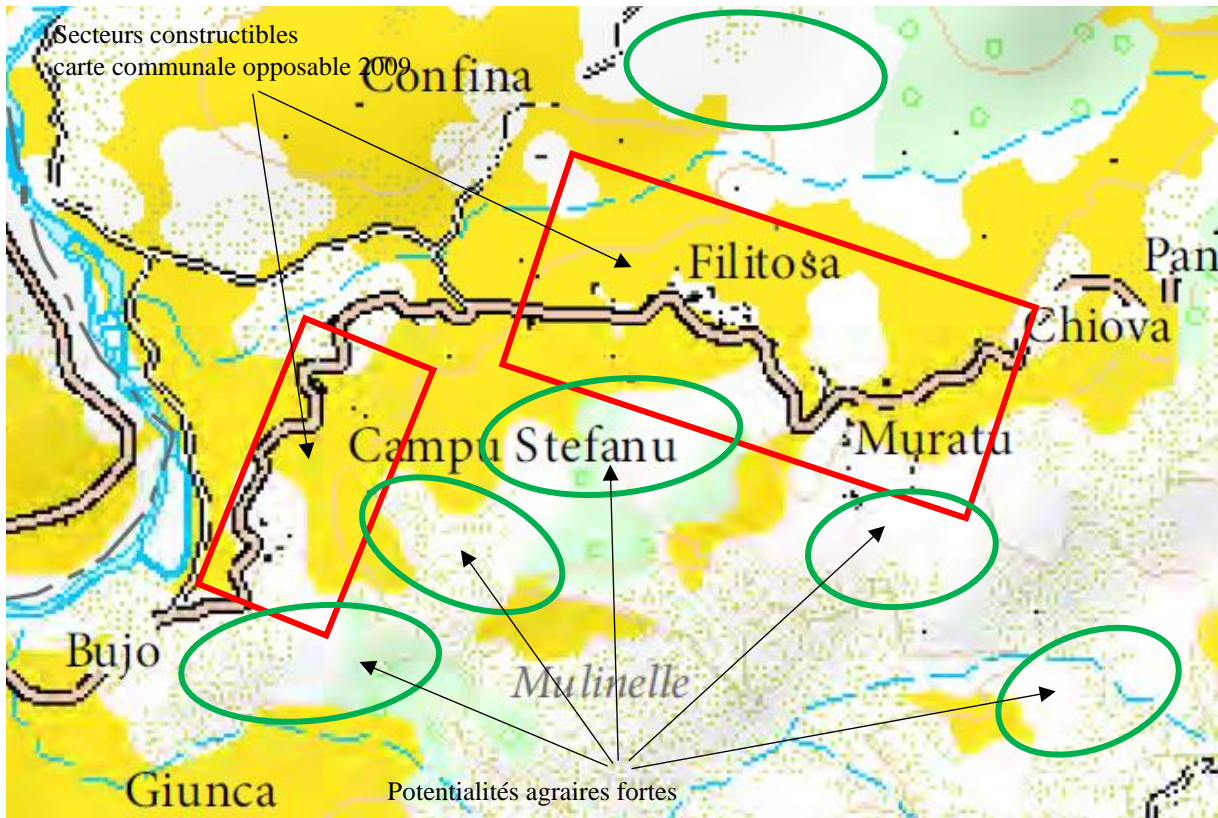 Secteurs constructibles
carte communale opposable 2009
Confina
Filitosa
Pan
Chiova
Campu Stefanu
Muratu
Bujo
Mulinelle
Giunca
Potentialités agraires fortes